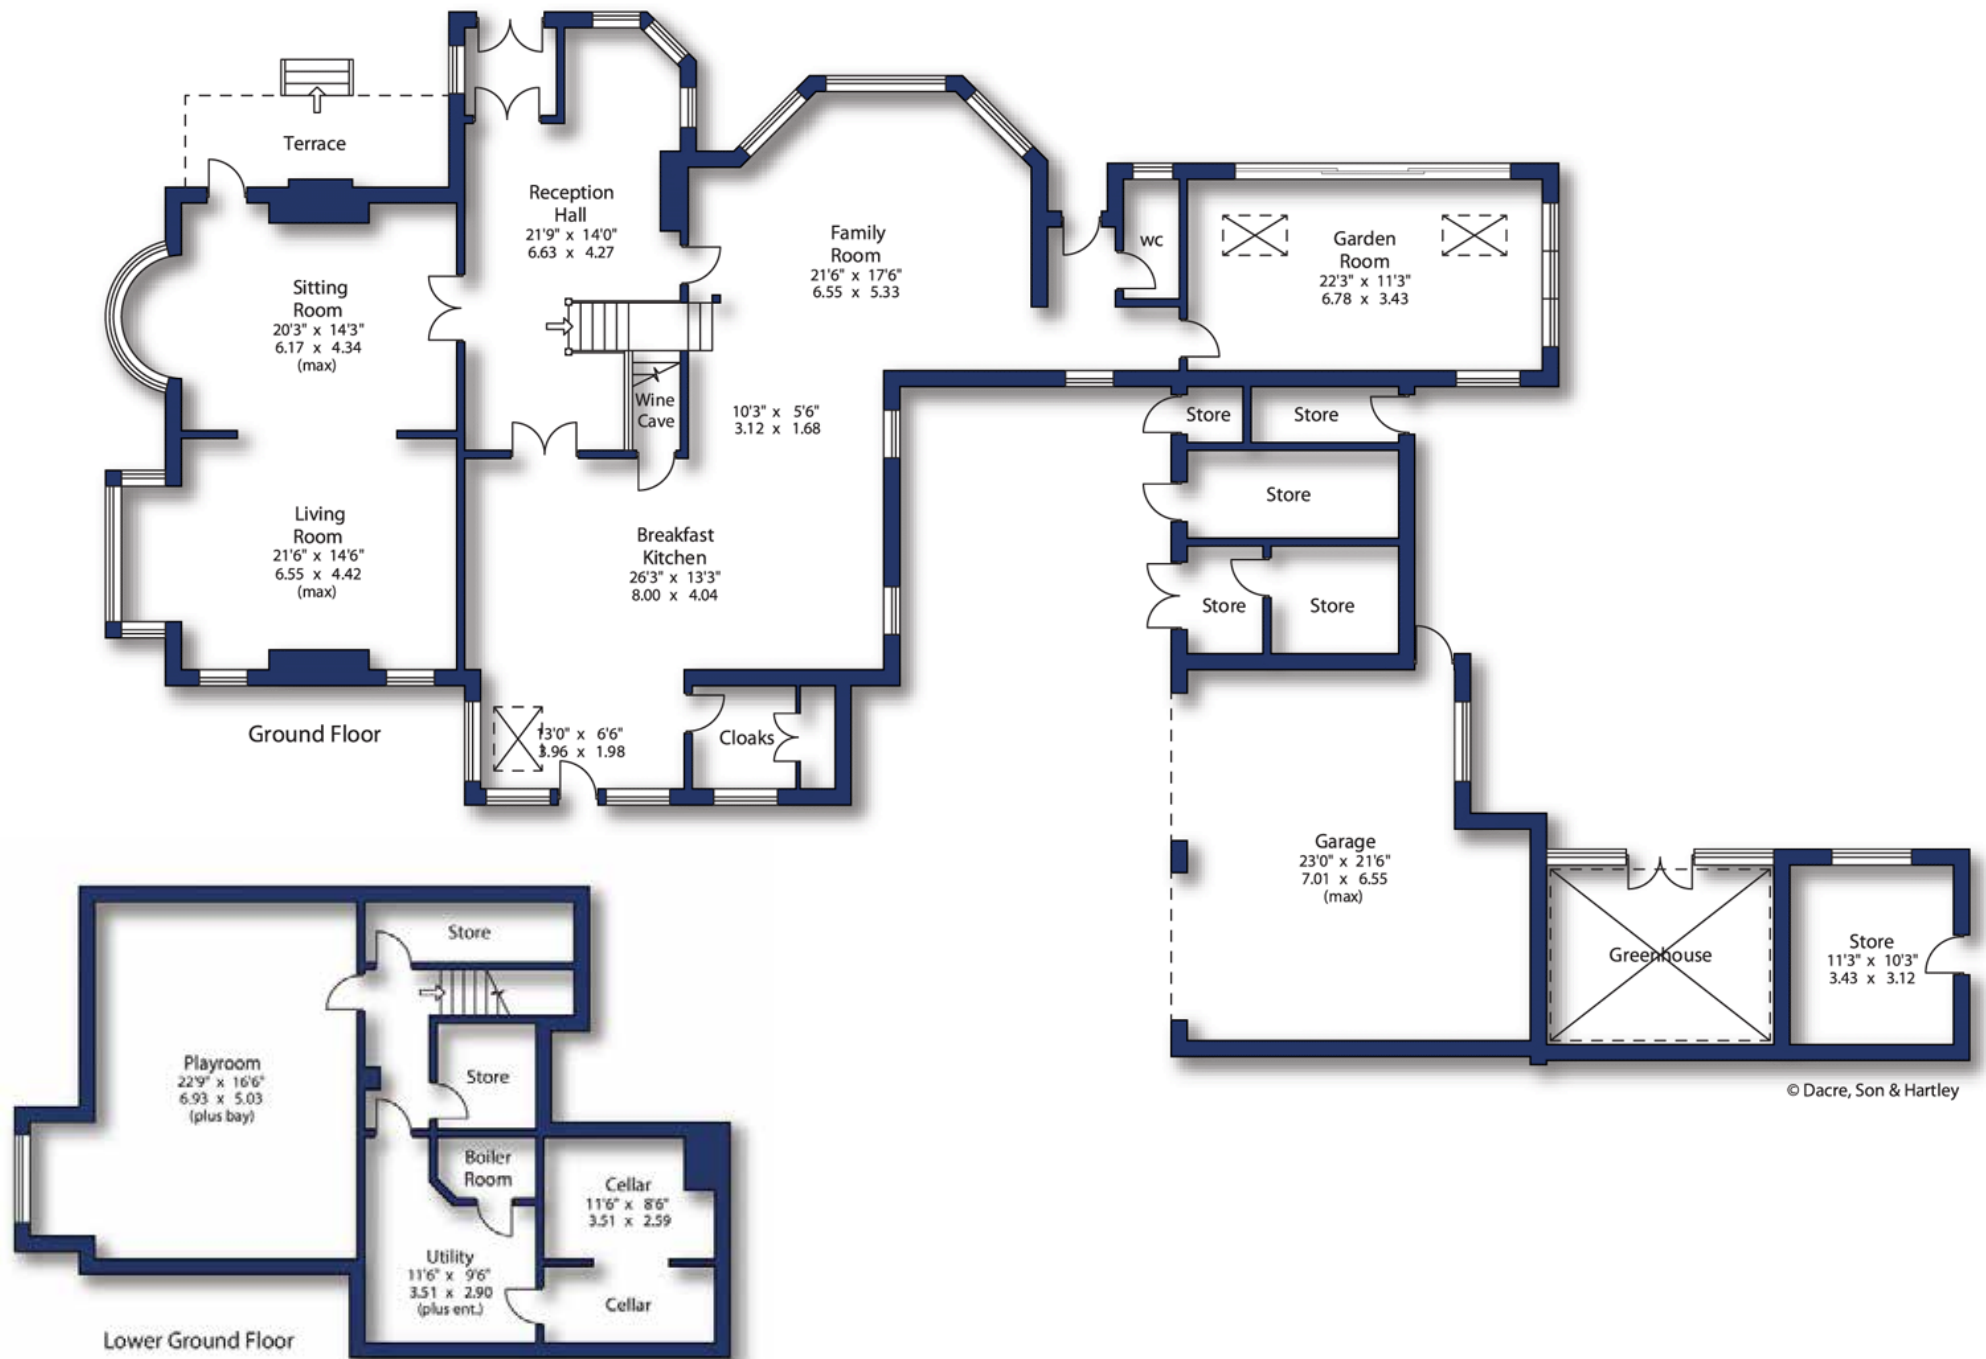 Terrace
Reception
Hall
21'9" x 14'0"
6.63 x 4.27
Family
Room
21'6" x 17'6"
6.55 x 5.33
wc
Garden
Room
22'3" x 11'3"
6.78 x 3.43
Sitting
Room
20'3" x 14'3"
6.17 x 4.34
(max)
Wine
Cave
10'3" x 5'6"
3.12 x 1.68
Store
Store
Store
Living
Room
21'6" x 14'6"
6.55 x 4.42
(max)
Breakfast
Kitchen
26'3" x 13'3"
8.00 x 4.04
Store
Store
Ground Floor
13'0" x 6'6"
3.96 x 1.98
Cloaks
Garage
23'0" x 21'6"
7.01 x 6.55
(max)
Greenhouse
Store
11'3" x 10'3"
3.43 x 3.12
© Dacre, Son & Hartley
Store
Playroom
22'9" x 16'6"
6.93 x 5.03
(plus bay)
Store
Boiler
Room
Cellar
11'6" x 8'6"
3.51 x 2.59
Utility
11'6" x 9'6"
3.51 x 2.90
(plus ent.)
Cellar
Lower Ground Floor